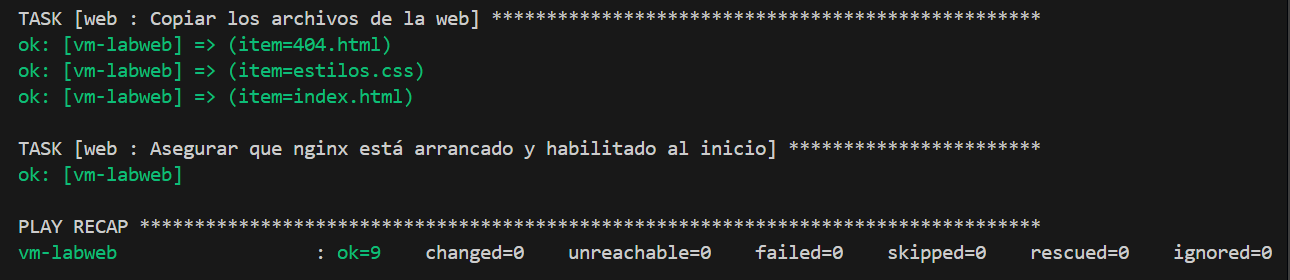 TASK [web : Copiar los archivos de la web] **************************************************
ok: [vm-labweb] => (item=404.html)
ok: [vm-labweb] => (item=estilos.css)
ok: [vm-labweb] => (item=index.html)
TASK [web : Asegurar que nginx está arrancado y habilitado al inicio] ***********************
ok: [vm-labweb]
PLAY RECAP **********************************************************************************
vm-labweb                  : ok=9    changed=0    unreachable=0    failed=0    skipped=0    rescued=0    ignored=0